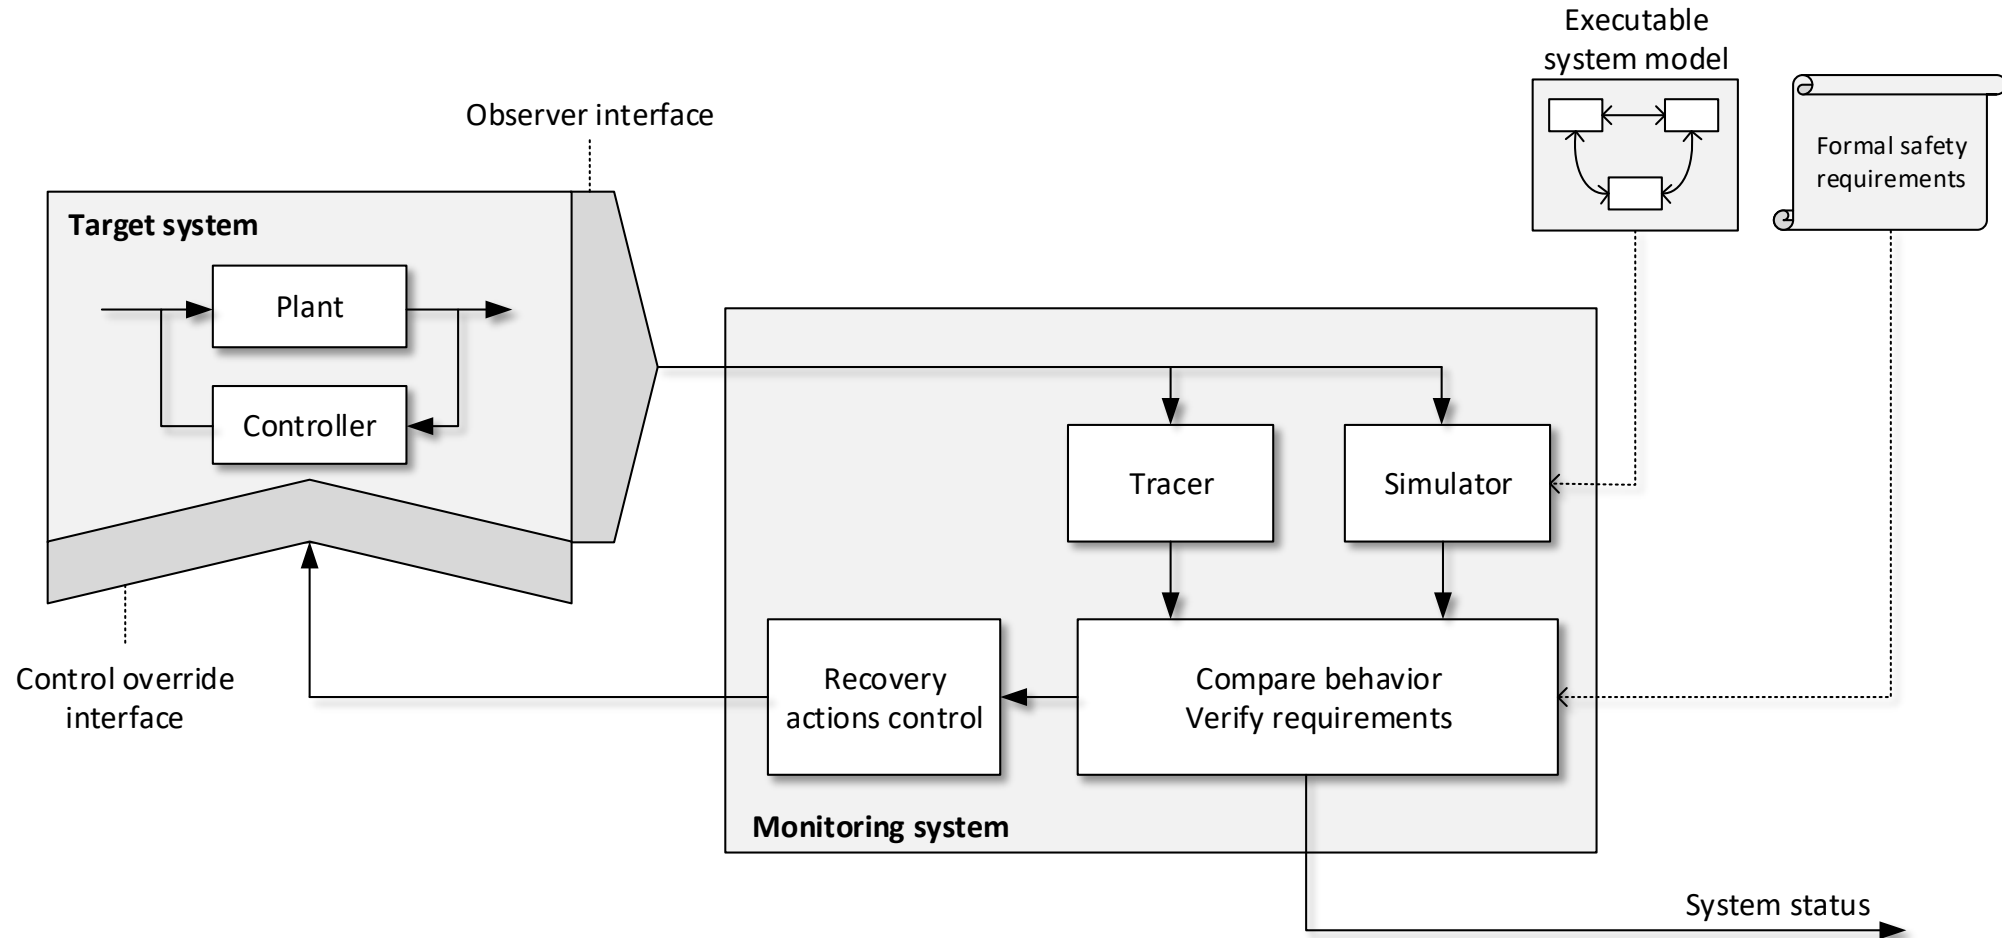 Executable
system model
Formal safety
requirements
Observer interface
Target system
Plant
Controller
Tracer
Simulator
Control override
interface
Recovery
actions control
Compare behavior
Verify requirements
Monitoring system
System status